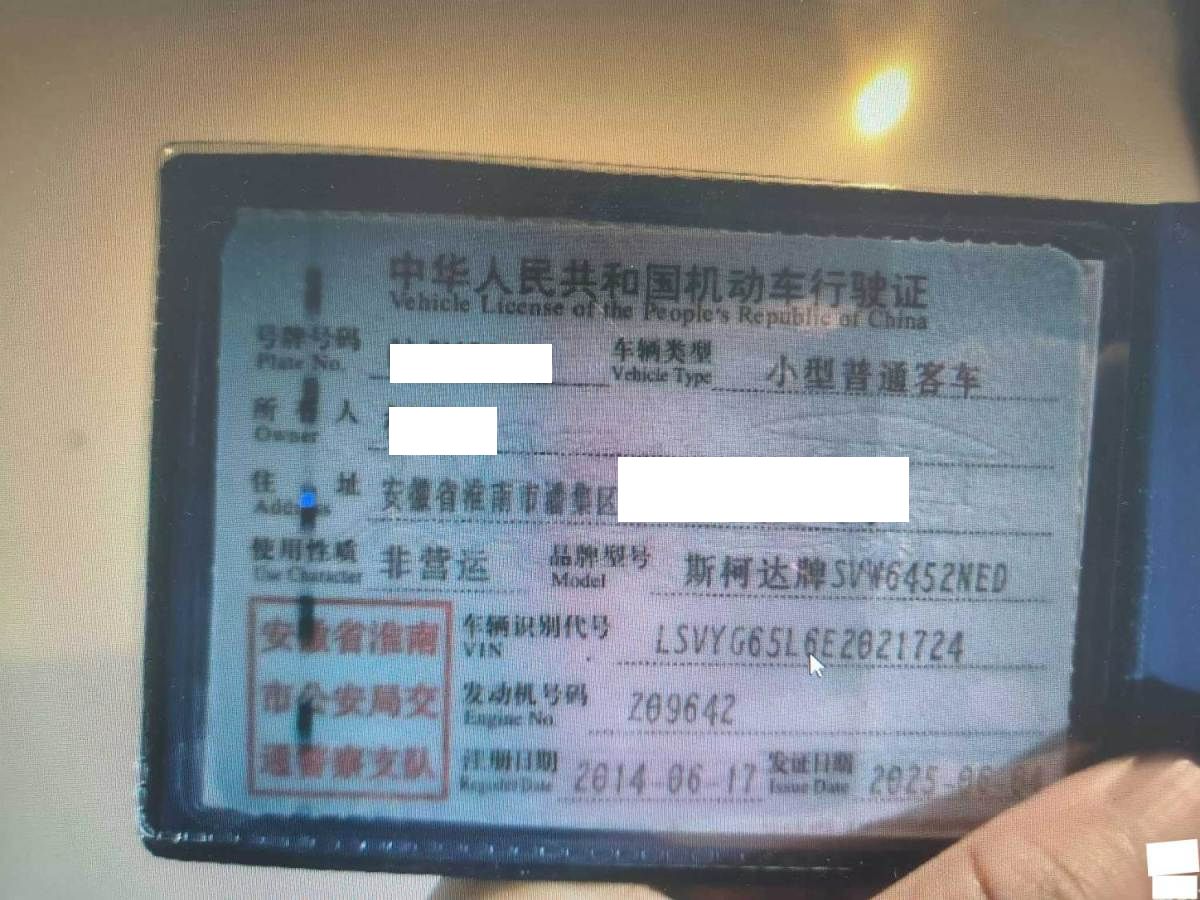 中华人民共和国机动车行驶证
Vehicle License of the People's Republic of China
号牌号码 车辆类型 小型普通客车
Plate No. Vehicle Type
所有人
Owner
住址 安徽省淮南市潘集区
Address
使用性质 非营运 品牌型号 斯柯达牌SVW6452NED
Use Character Model
安徽省淮南 车辆识别代号 LSVYG65L6E2021724
VIN
市公安局交 发动机号码 Z09642
Engine No.
通警察支队 注册日期 2014-06-17 发证日期
Register Date Issue Date